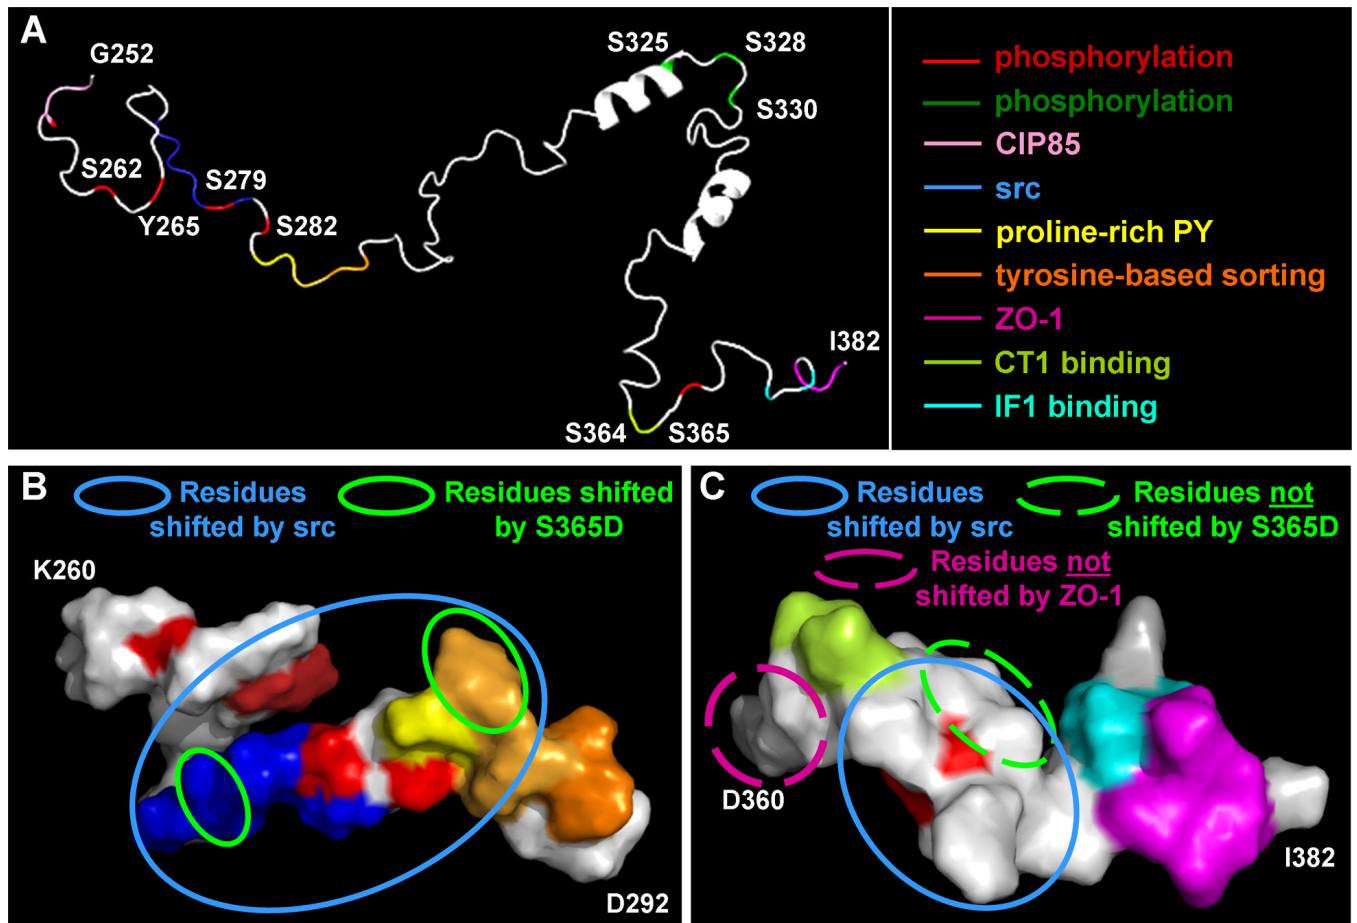 A
G252
S262
Y265
S279
S282
S325
S328
S330
I382
S364
S365
phosphorylation
phosphorylation
CIP85
src
proline-rich PY
tyrosine-based sorting
ZO-1
CT1 binding
IF1 binding
B
Residues
shifted by src
Residues shifted
by S365D
K260
D292
C
Residues
shifted by src
Residues not
shifted by S365D
Residues not
shifted by ZO-1
D360
I382